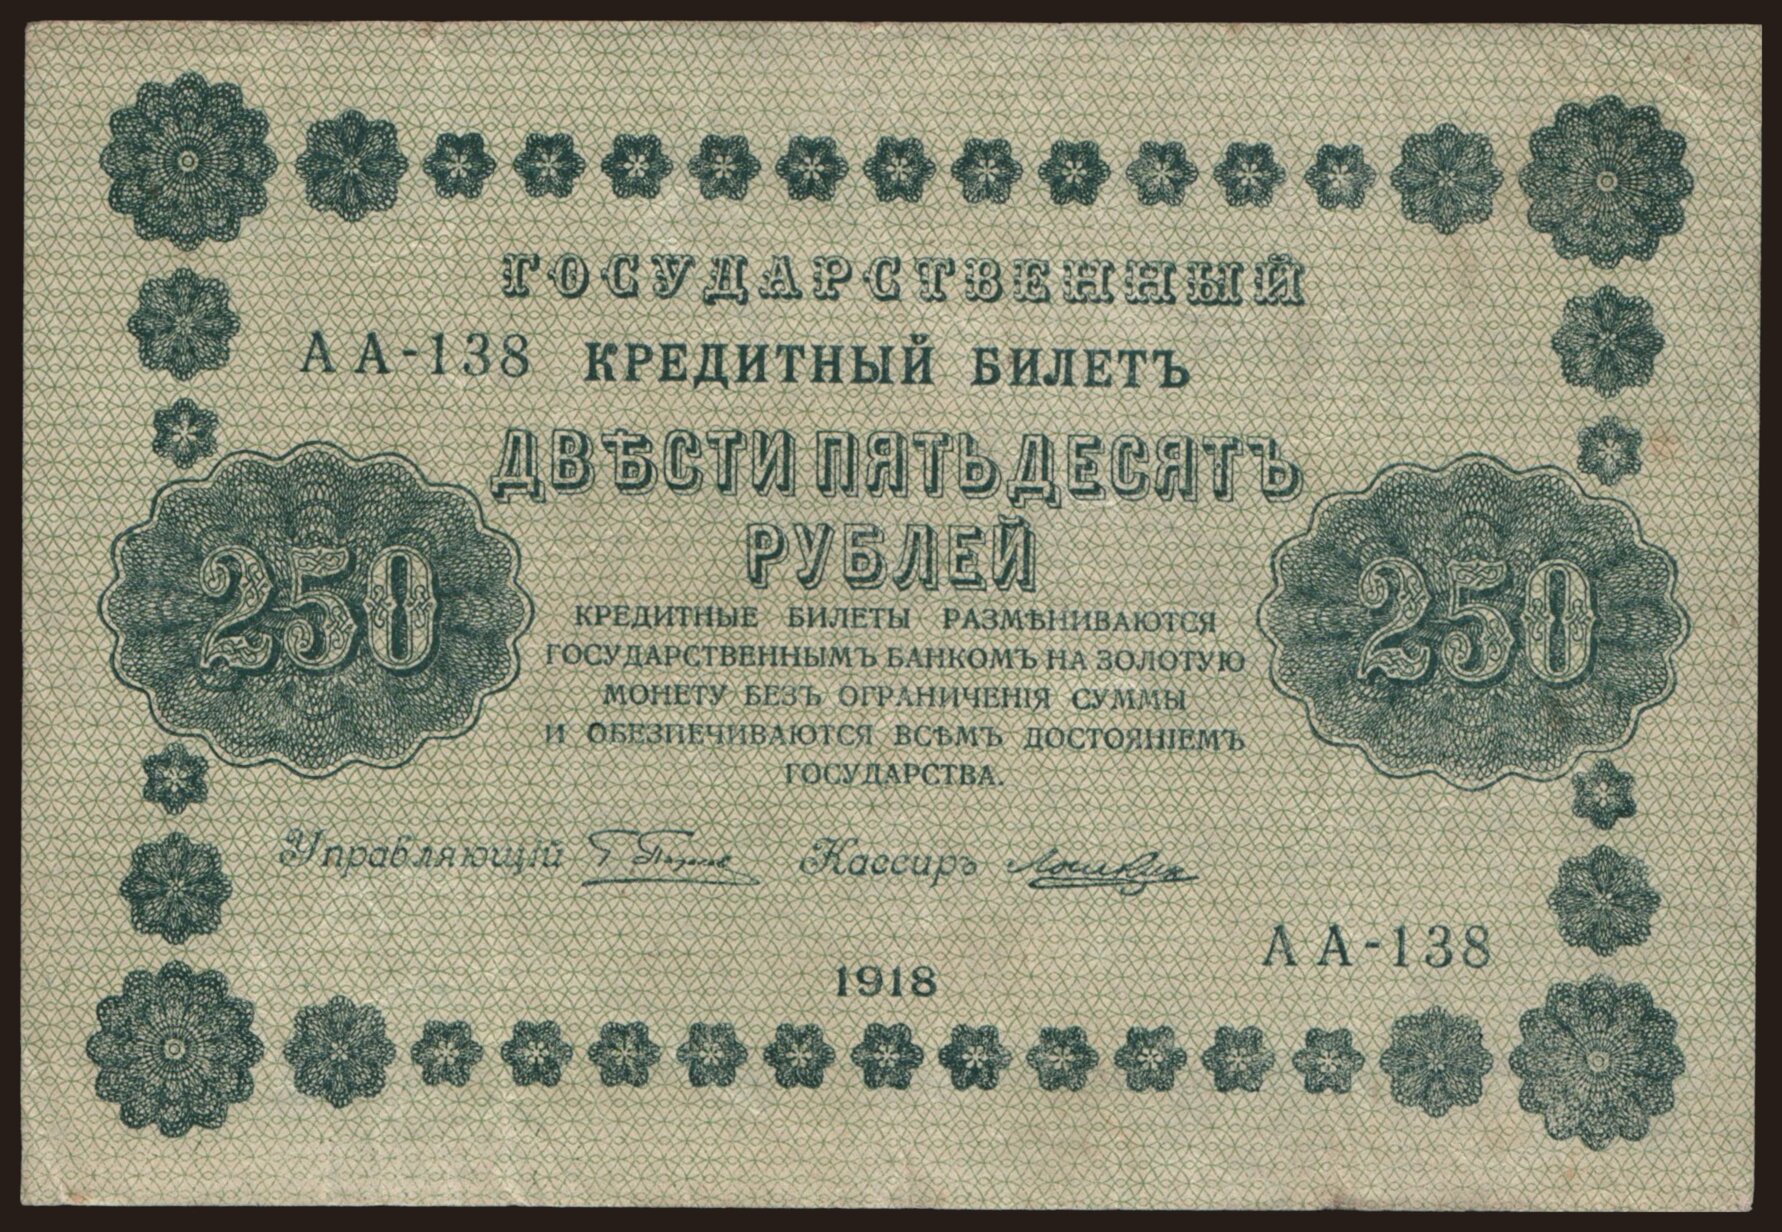 ГОСУДАРСТВЕННЫЙ
АА-138 КРЕДИТНЫЙ БИЛЕТЪ
ДВѢСТИ ПЯТЬДЕСЯТЪ
РУБЛЕЙ
250
250
КРЕДИТНЫЕ БИЛЕТЫ РАЗМѢНИВАЮТСЯ
ГОСУДАРСТВЕННЫМЪ БАНКОМЪ НА ЗОЛОТУЮ
МОНЕТУ БЕЗЪ ОГРАНИЧЕНІЯ СУММЫ
И ОБЕЗПЕЧИВАЮТСЯ ВСѢМЪ ДОСТОЯНІЕМЪ
ГОСУДАРСТВА.
Управляющій Кассиръ
АА-138
1918